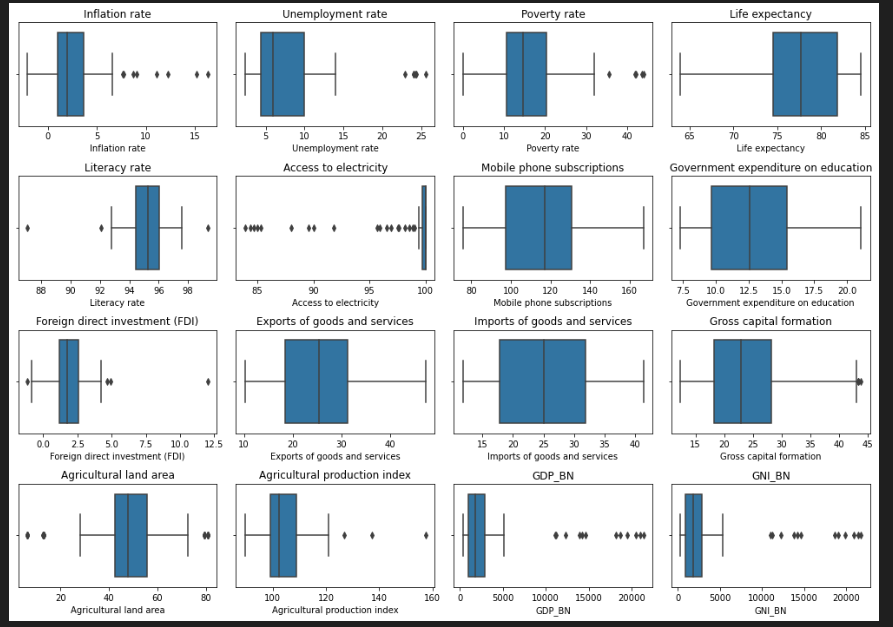 Inflation rate
Unemployment rate
Poverty rate
Life expectancy
0 5 10 15
5 10 15 20 25
0 10 20 30 40
65 70 75 80 85
Inflation rate
Unemployment rate
Poverty rate
Life expectancy
Literacy rate
Access to electricity
Mobile phone subscriptions
Government expenditure on education
88 90 92 94 96 98
85 90 95 100
80 100 120 140 160
7.5 10.0 12.5 15.0 17.5 20.0
Literacy rate
Access to electricity
Mobile phone subscriptions
Government expenditure on education
Foreign direct investment (FDI)
Exports of goods and services
Imports of goods and services
Gross capital formation
0.0 2.5 5.0 7.5 10.0 12.5
10 20 30 40
15 20 25 30 35 40
15 20 25 30 35 40 45
Foreign direct investment (FDI)
Exports of goods and services
Imports of goods and services
Gross capital formation
Agricultural land area
Agricultural production index
GDP_BN
GNI_BN
20 40 60 80
100 120 140 160
0 5000 10000 15000 20000
0 5000 10000 15000 20000
Agricultural land area
Agricultural production index
GDP_BN
GNI_BN